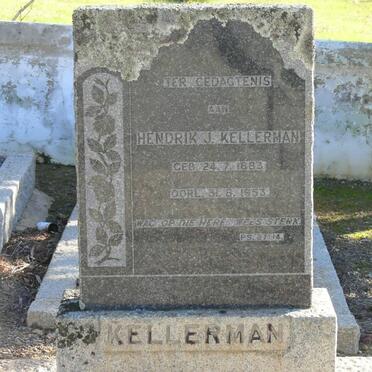 TER GEDAGTENIS
AAN
HENDRIK J. KELLERMAN
GEB. 24.7.1883
OORL. 31.8.1953
WAG OP DIE HERE WEES STERK
PS. 27:14
KELLERMAN